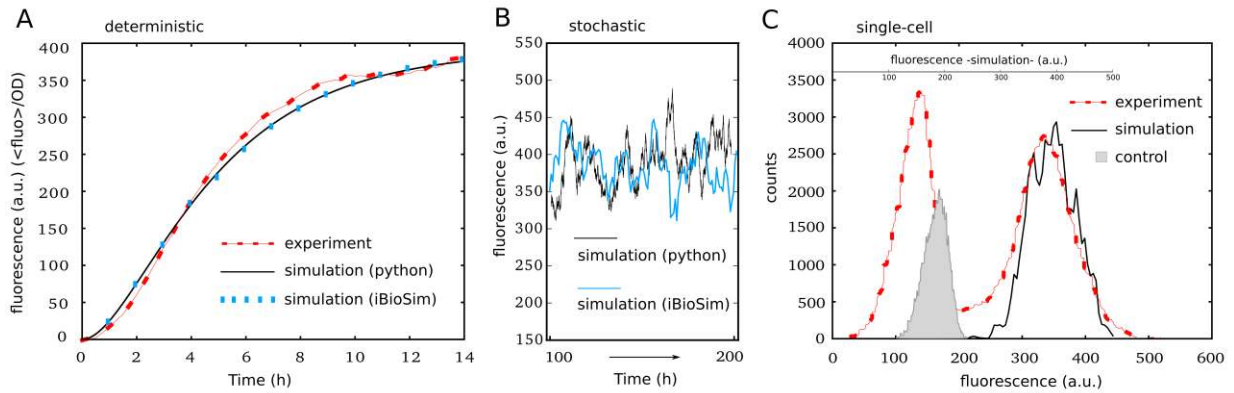 A
deterministic
fluorescence (a.u.) (<fluo>/OD)
400
350
300
250
200
150
100
50
0
experiment
simulation (python)
simulation (iBioSim)
0 2 4 6 8 10 12 14
Time (h)
B
stochastic
fluorescence (a.u.)
550
500
450
400
350
300
250
200
150
simulation (python)
simulation (iBioSim)
100 200
Time (h)
C
single-cell
counts
4000
3500
3000
2500
2000
1500
1000
500
0
fluorescence -simulation- (a.u.)
100 200 300 400 500
experiment
simulation
control
0 100 200 300 400 500 600
fluorescence (a.u.)